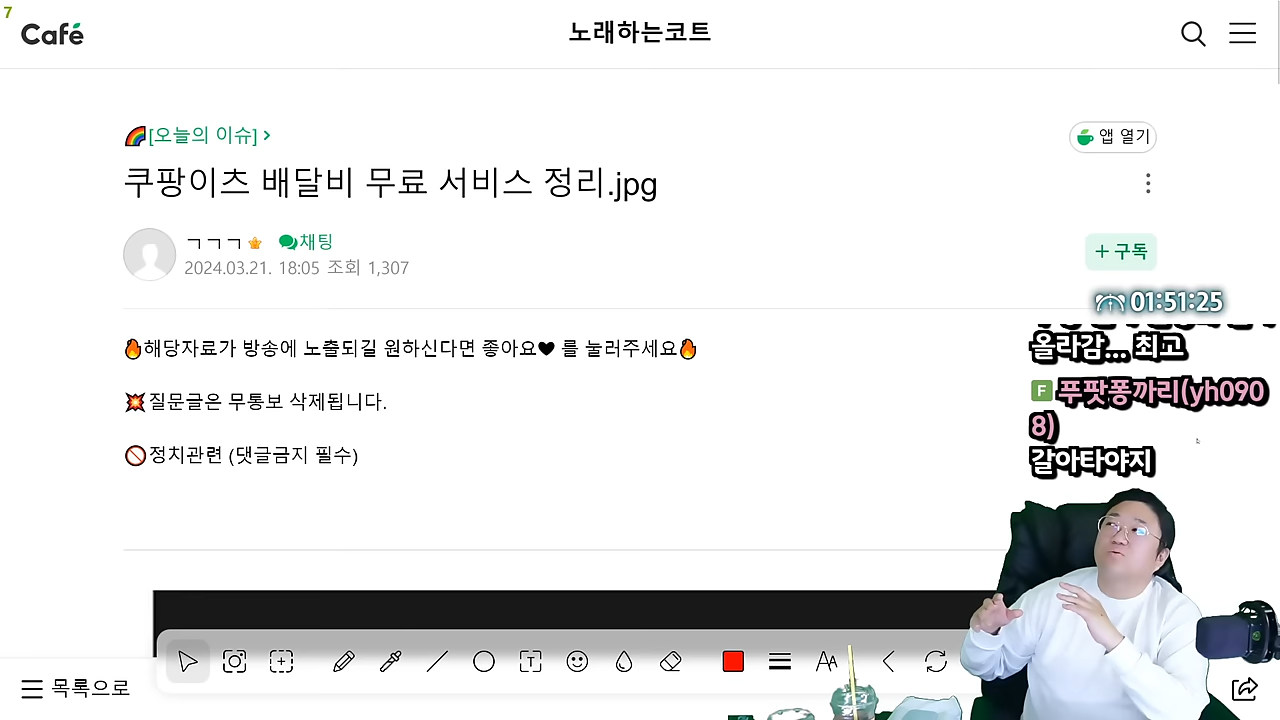 7
Café
노래하는코트
🌈[오늘의 이슈] >
앱 열기
쿠팡이츠 배달비 무료 서비스 정리.jpg
ㄱㄱㄱ
채팅
2024.03.21. 18:05 조회 1,307
+ 구독
01:51:25
🔥해당자료가 방송에 노출되길 원하신다면 좋아요🖤 를 눌러주세요🔥
올라감... 최고
💥질문글은 무통보 삭제됩니다.
F 푸팟퐁까리(yh090
8)
갈아타야지
🚫정치관련 (댓글금지 필수)
T
AA
목록으로